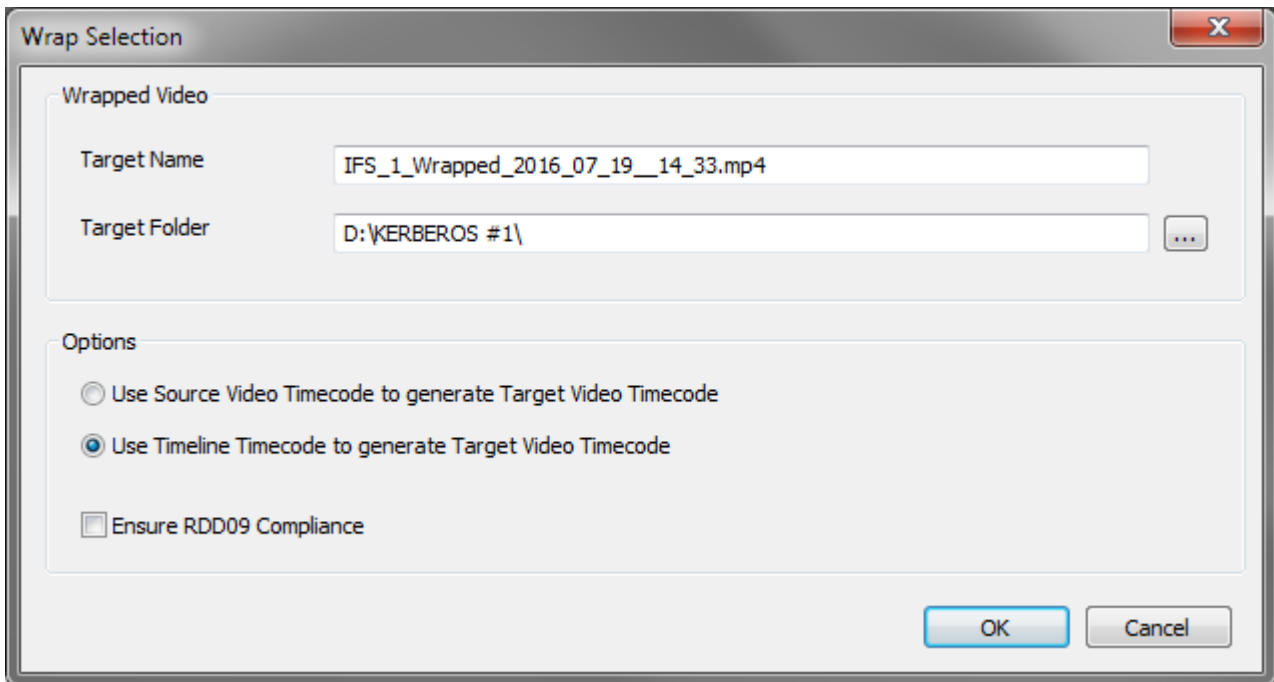 Wrap Selection
Wrapped Video
Target Name
IFS_1_Wrapped_2016_07_19__14_33.mp4
Target Folder
D:\KERBEROS #1\
...
Options
Use Source Video Timecode to generate Target Video Timecode
Use Timeline Timecode to generate Target Video Timecode
Ensure RDD09 Compliance
OK
Cancel